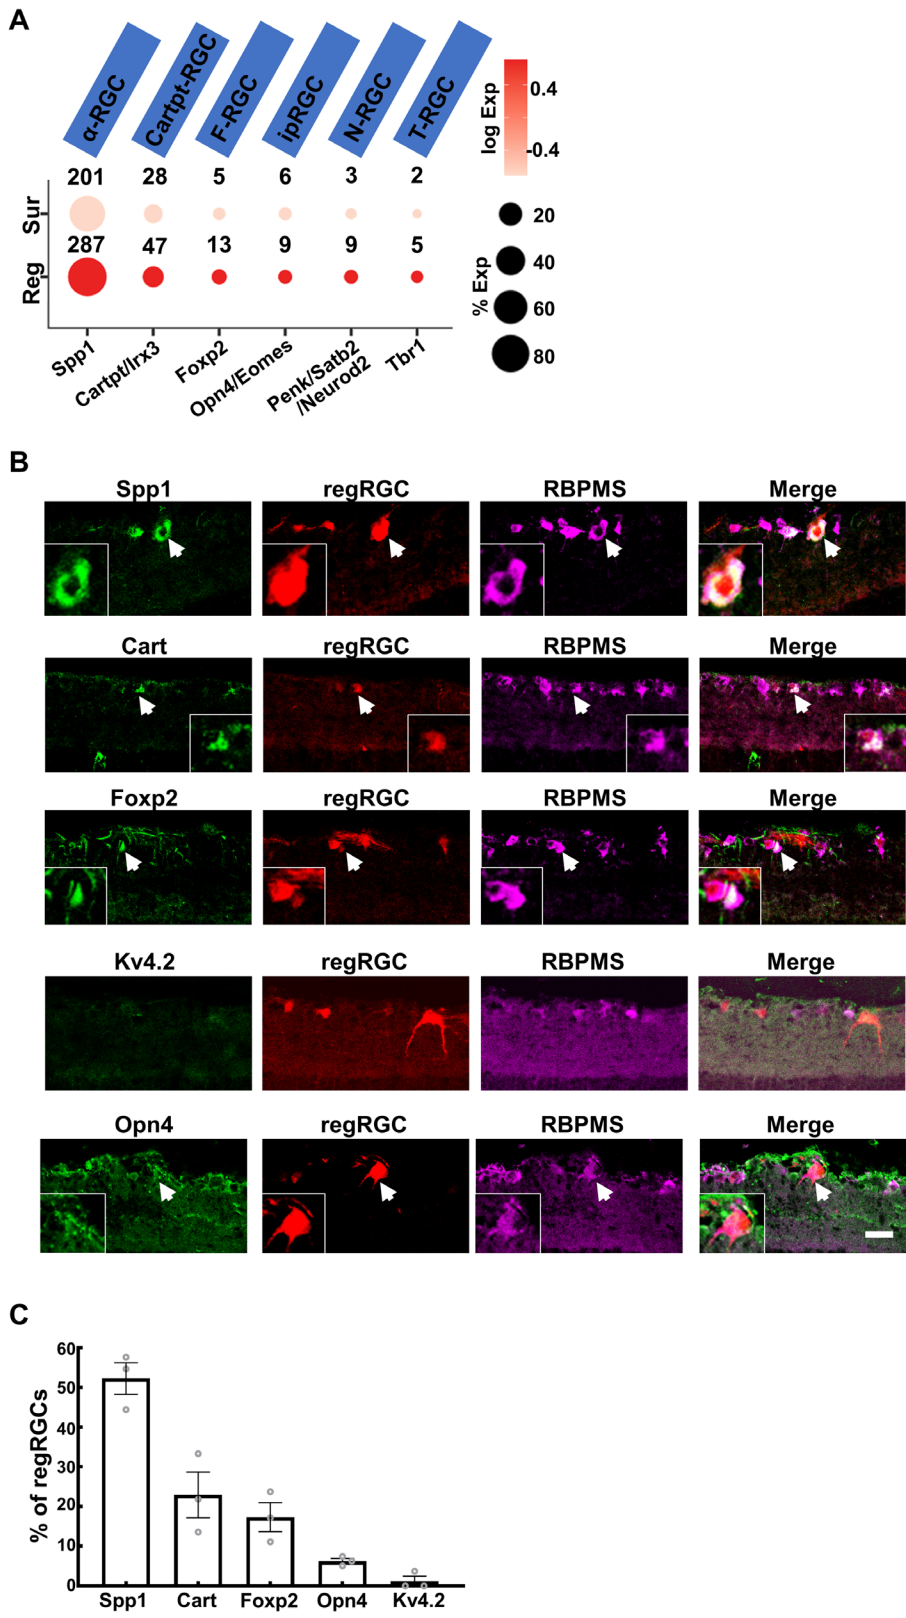 A
α-RGC
Cartpt-RGC
F-RGC
ipRGC
N-RGC
T-RGC
log Exp
0.4
-0.4
201 28 5 6 3 2
Sur
287 47 13 9 9 5
Reg
% Exp
20
40
60
80
Spp1
Cartpt/Irx3
Foxp2
Opn4/Eomes
Penk/Satb2
/Neurod2
Tbr1
B
Spp1 regRGC RBPMS Merge
Cart regRGC RBPMS Merge
Foxp2 regRGC RBPMS Merge
Kv4.2 regRGC RBPMS Merge
Opn4 regRGC RBPMS Merge
C
% of regRGCs
60
50
40
30
20
10
0
Spp1 Cart Foxp2 Opn4 Kv4.2